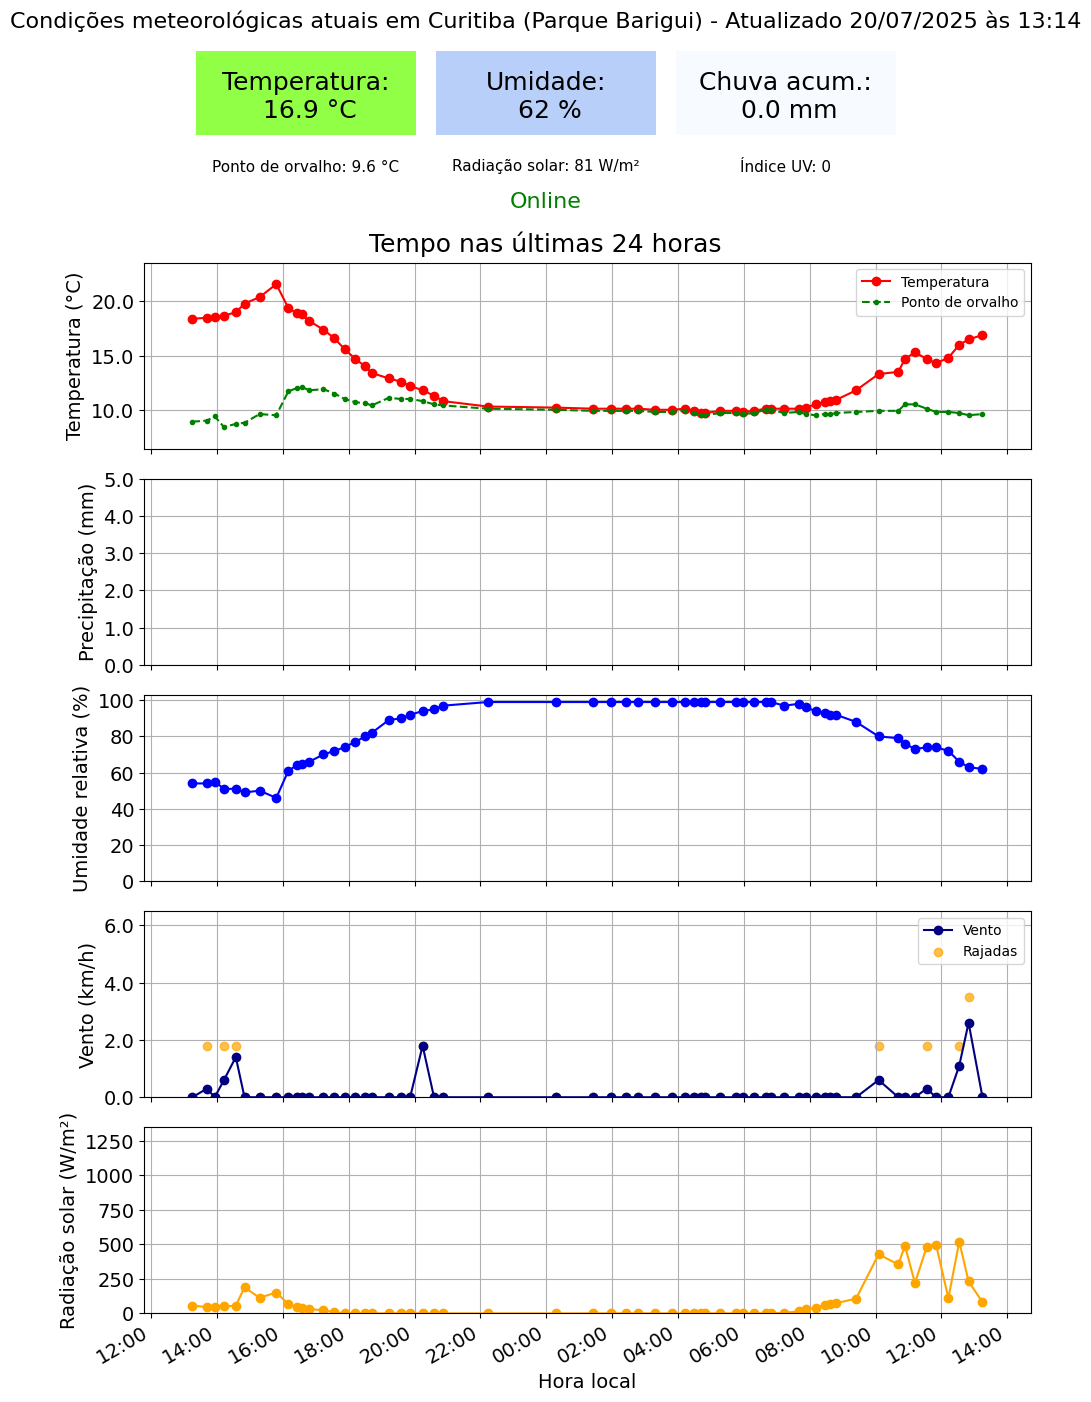 Condições meteorológicas atuais em Curitiba (Parque Barigui) - Atualizado 20/07/2025 às 13:14
Temperatura:
16.9 °C
Umidade:
62 %
Chuva acum.:
0.0 mm
Ponto de orvalho: 9.6 °C
Radiação solar: 81 W/m²
Índice UV: 0
Online
Tempo nas últimas 24 horas
Temperatura (°C)
20.0
15.0
10.0
Temperatura
Ponto de orvalho
Precipitação (mm)
5.0
4.0
3.0
2.0
1.0
0.0
Umidade relativa (%)
100
80
60
40
20
0
Vento (km/h)
6.0
4.0
2.0
0.0
Vento
Rajadas
Radiação solar (W/m²)
1250
1000
750
500
250
0
12:00
14:00
16:00
18:00
20:00
22:00
00:00
02:00
04:00
06:00
08:00
10:00
12:00
14:00
Hora local